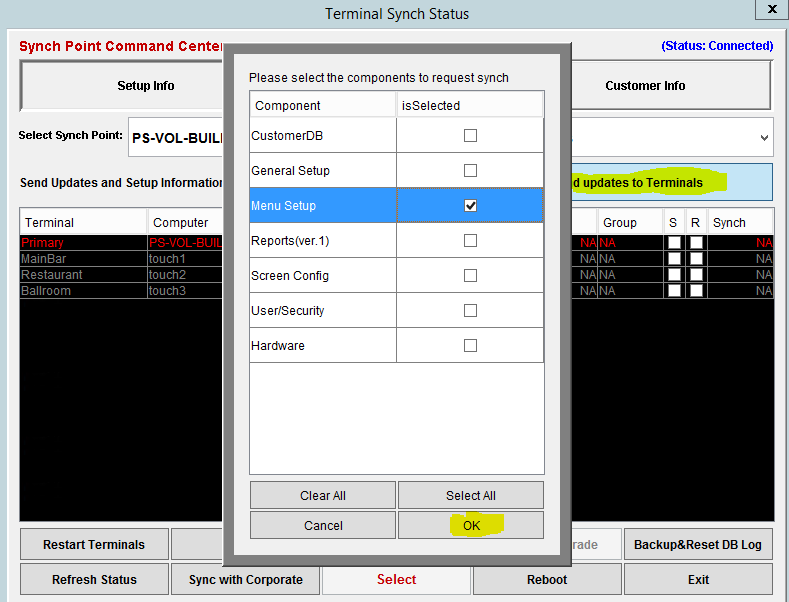 Terminal Synch Status
x
Synch Point Command Cente
(Status: Connected)
Setup Info
Customer Info
Select Synch Point:
PS-VOL-BUIL
Send Updates and Setup Information
d updates to Terminals
Terminal Computer Group S R Synch
Primary PS-VOL-BUIL NA NA NA
MainBar touch1 NA NA NA
Restaurant touch2 NA NA NA
Ballroom touch3 NA NA NA
Please select the components to request synch
Component isSelected
CustomerDB
General Setup
Menu Setup
Reports(ver.1)
Screen Config
User/Security
Hardware
Clear All Select All
Cancel OK
Restart Terminals
rade
Backup&Reset DB Log
Refresh Status Sync with Corporate Select Reboot Exit